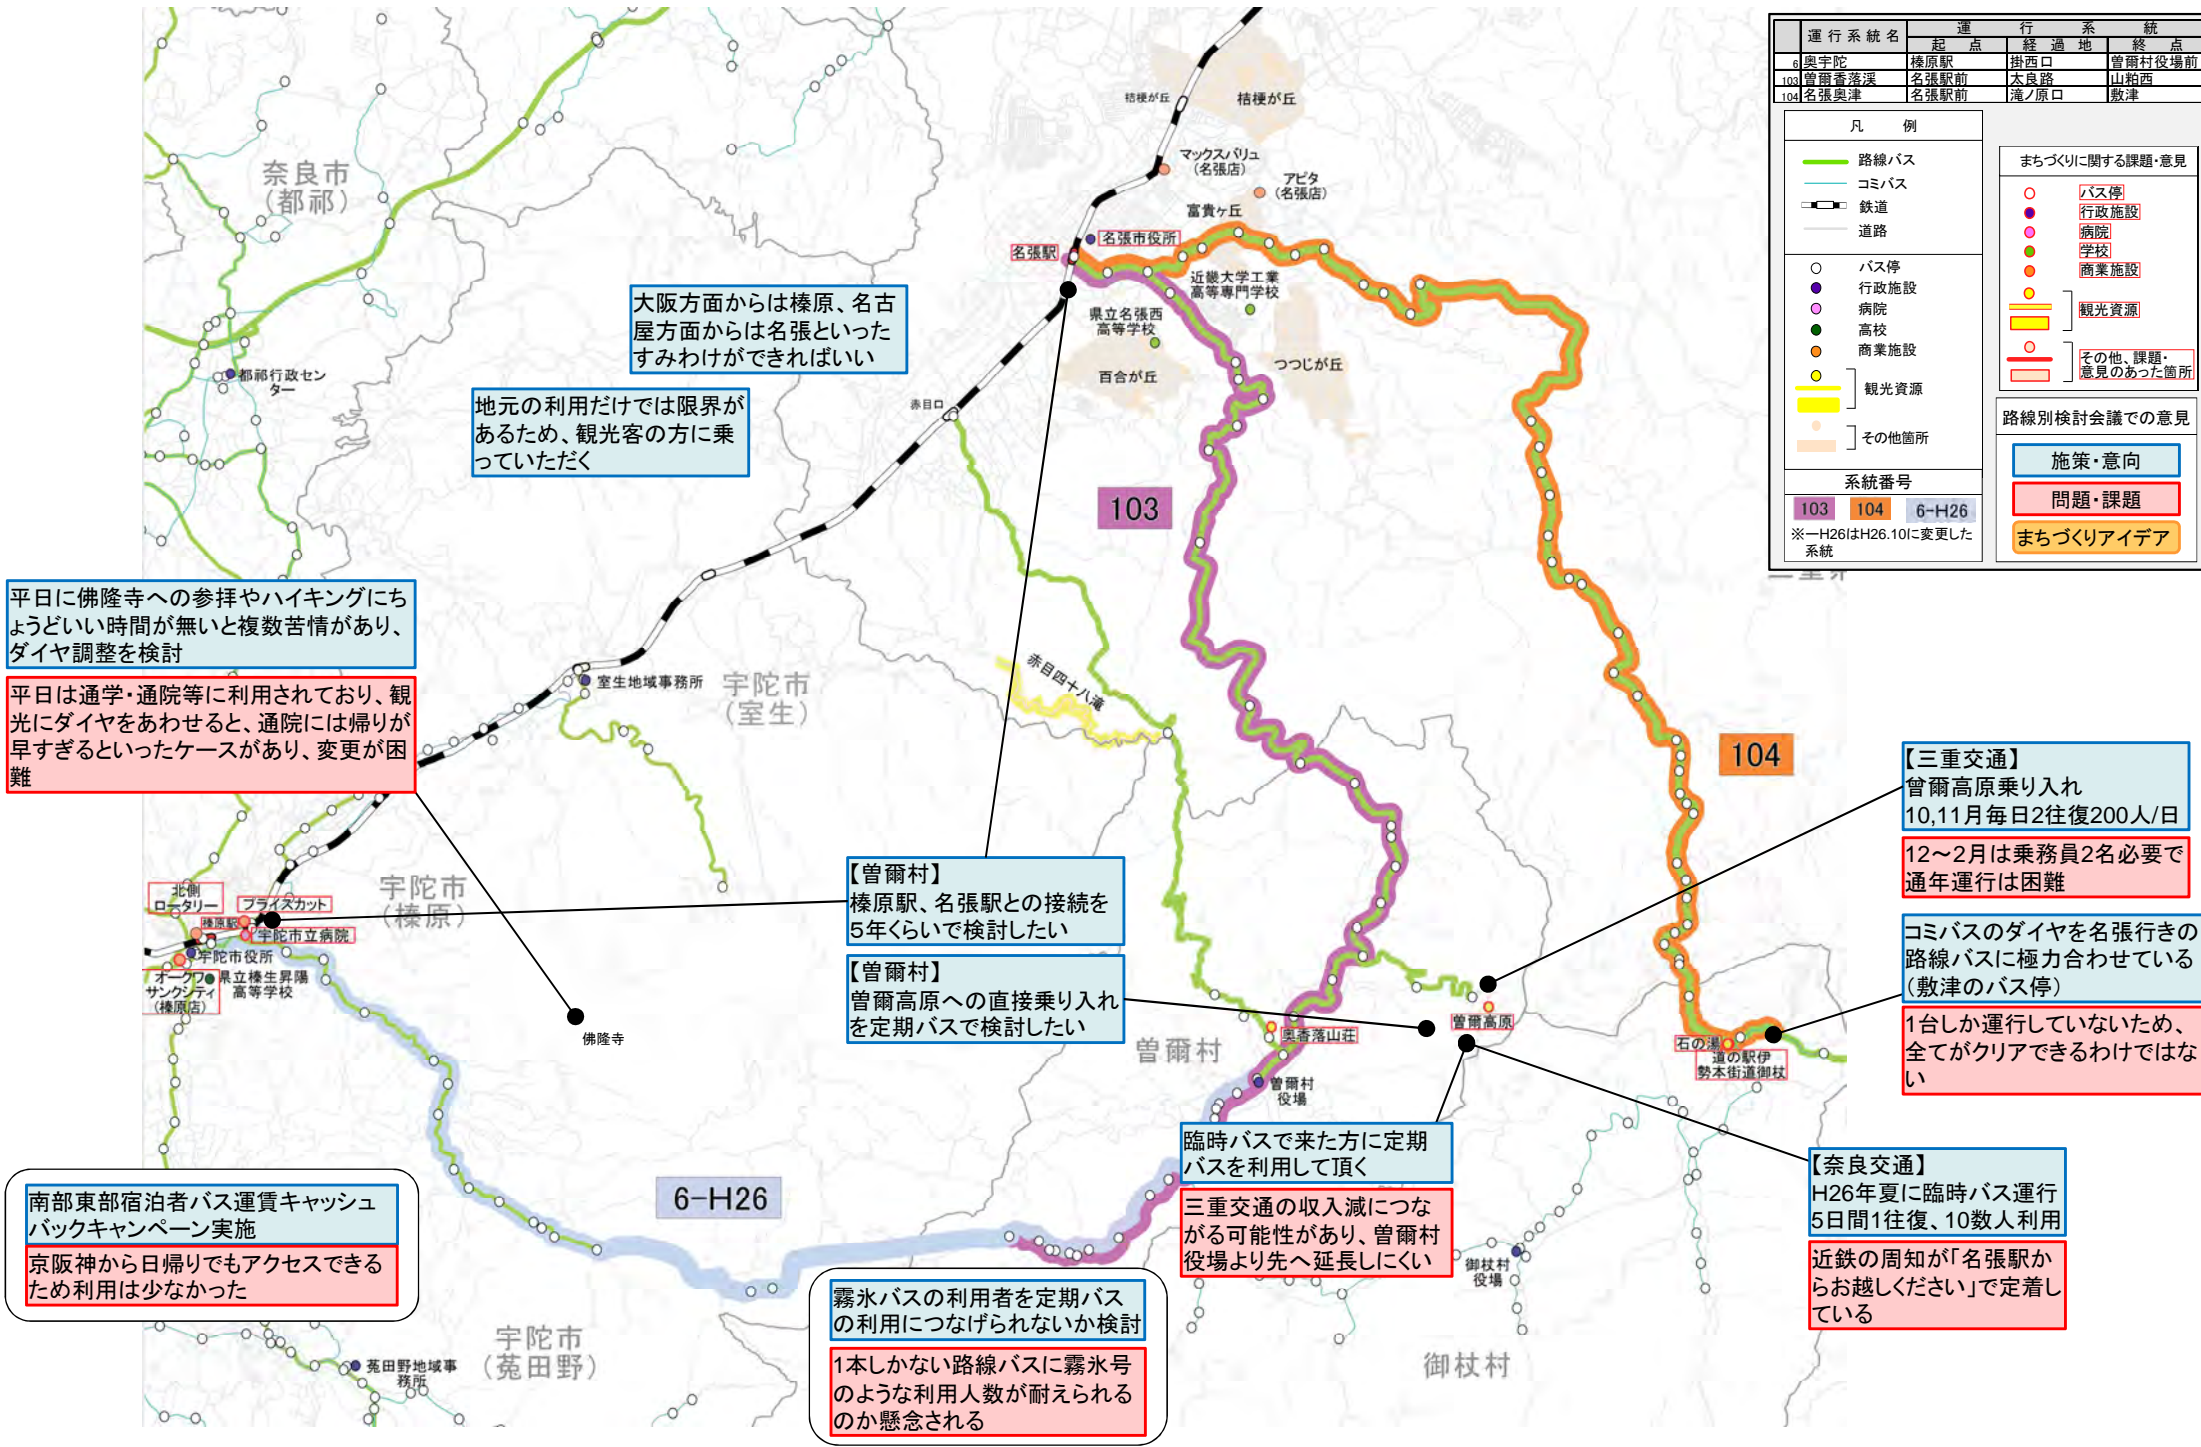 運行系統名
運行系統
起点
経過地
終点
6 奥宇陀 榛原駅 掛西口 曽爾村役場前
103 曽爾香落渓 名張駅前 太良路 山粕西
104 名張奥津 名張駅前 滝ノ原口 敷津
凡例
路線バス
コミバス
鉄道
道路
バス停
行政施設
病院
高校
商業施設
観光資源
その他箇所
系統番号
103 104 6-H26
※ーH26はH26.10に変更した
系統
まちづくりに関する課題・意見
バス停
行政施設
病院
学校
商業施設
観光資源
その他、課題・
意見のあった箇所
路線別検討会議での意見
施策・意向
問題・課題
まちづくりアイデア
桔梗が丘
桔梗が丘
マックスバリュ
(名張店)
アピタ
(名張店)
富貴ケ丘
名張市役所
名張駅
近畿大学工業
高等専門学校
県立名張西
高等学校
百合が丘
つつじが丘
奈良市
(都祁)
都祁行政セン
ター
大阪方面からは榛原、名古
屋方面からは名張といった
すみわけができればいい
地元の利用だけでは限界が
あるため、観光客の方に乗
っていただく
赤目口
103
平日に佛隆寺への参拝やハイキングにち
ょうどいい時間が無いと複数苦情があり、
ダイヤ調整を検討
平日は通学・通院等に利用されており、観
光にダイヤをあわせると、通院には帰りが
早すぎるといったケースがあり、変更が困
難
室生地域事務所
宇陀市
(室生)
赤目四十八滝
104
【三重交通】
曽爾高原乗り入れ
10,11月毎日2往復200人/日
12～2月は乗務員2名必要で
通年運行は困難
コミバスのダイヤを名張行きの
路線バスに極力合わせている
(敷津のバス停)
1台しか運行していないため、
全てがクリアできるわけではな
い
【曽爾村】
榛原駅、名張駅との接続を
5年くらいで検討したい
【曽爾村】
曽爾高原への直接乗り入れ
を定期バスで検討したい
北側
ロータリー
プライスカット
宇陀市
(榛原)
榛原駅
宇陀市立病院
宇陀市役所
オークワ
サンクシティ
(榛原店)
県立榛生昇陽
高等学校
佛隆寺
曽爾高原
奥香落山荘
曽爾村
曽爾村
役場
石の湯
道の駅伊
勢本街道御杖
臨時バスで来た方に定期
バスを利用して頂く
三重交通の収入減につな
がる可能性があり、曽爾村
役場より先へ延長しにくい
【奈良交通】
H26年夏に臨時バス運行
5日間1往復、10数人利用
近鉄の周知が「名張駅か
らお越しください」で定着し
ている
6-H26
南部東部宿泊者バス運賃キャッシュ
バックキャンペーン実施
京阪神から日帰りでもアクセスできる
ため利用は少なかった
霧氷バスの利用者を定期バス
の利用につなげられないか検討
1本しかない路線バスに霧氷号
のような利用人数が耐えられる
のか懸念される
御杖村
役場
御杖村
宇陀市
(菟田野)
菟田野地域事
務所